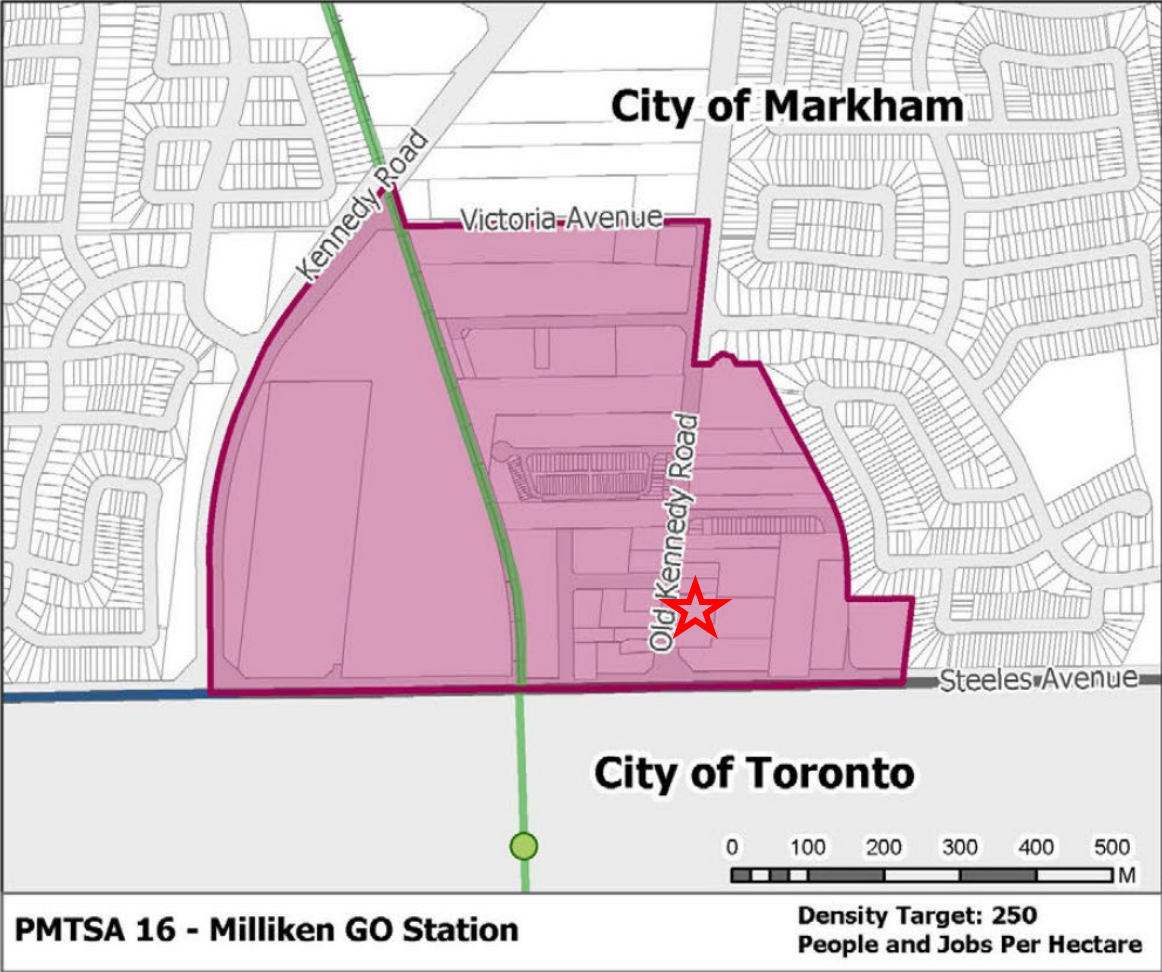 City of Markham
Kennedy Road
Victoria Avenue
Old Kennedy Road
Steeles Avenue
City of Toronto
0 100 200 300 400 500
M
PMTSA 16 - Milliken GO Station
Density Target: 250
People and Jobs Per Hectare